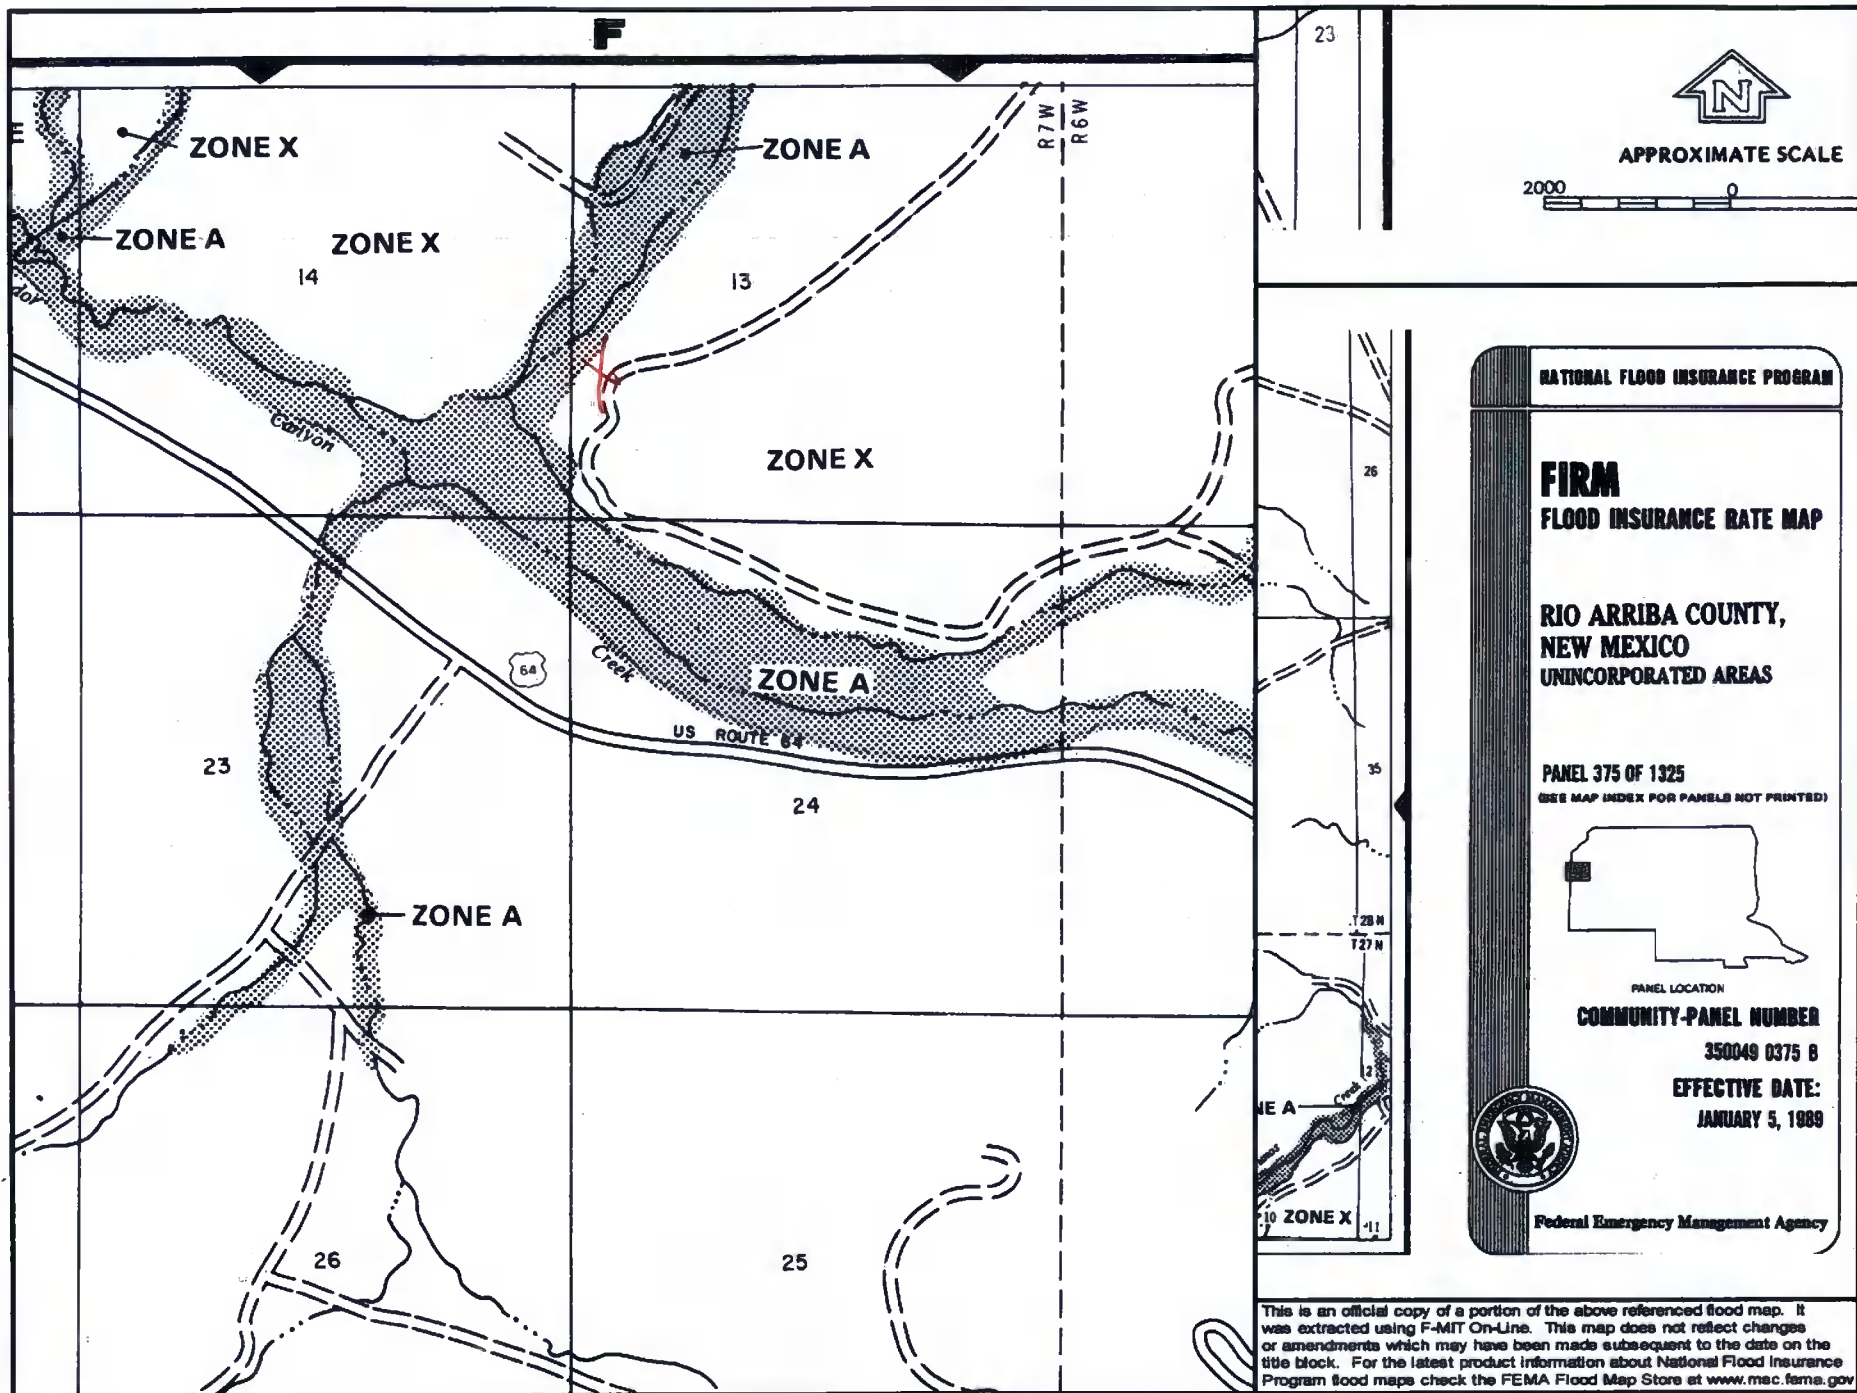 F
23
N
APPROXIMATE SCALE
2000 0
E
ZONE X
ZONE A
R7W
R6W
ZONE A
ZONE X
14
13
dor
Canyon
ZONE X
26
NATIONAL FLOOD INSURANCE PROGRAM
FIRM
FLOOD INSURANCE RATE MAP
RIO ARRIBA COUNTY,
NEW MEXICO
UNINCORPORATED AREAS
Creek
64
ZONE A
US ROUTE 64
23
24
35
PANEL 375 OF 1325
(SEE MAP INDEX FOR PANELS NOT PRINTED)
ZONE A
T28N
T27N
PANEL LOCATION
COMMUNITY-PANEL NUMBER
350049 0375 B
EFFECTIVE DATE:
JANUARY 5, 1989
Creek
2
NE A
10 ZONE X 11
Federal Emergency Management Agency
26
25
This is an official copy of a portion of the above referenced flood map. It
was extracted using F-MIT On-Line. This map does not reflect changes
or amendments which may have been made subsequent to the date on the
title block. For the latest product information about National Flood Insurance
Program flood maps check the FEMA Flood Map Store at www.msc.fema.gov